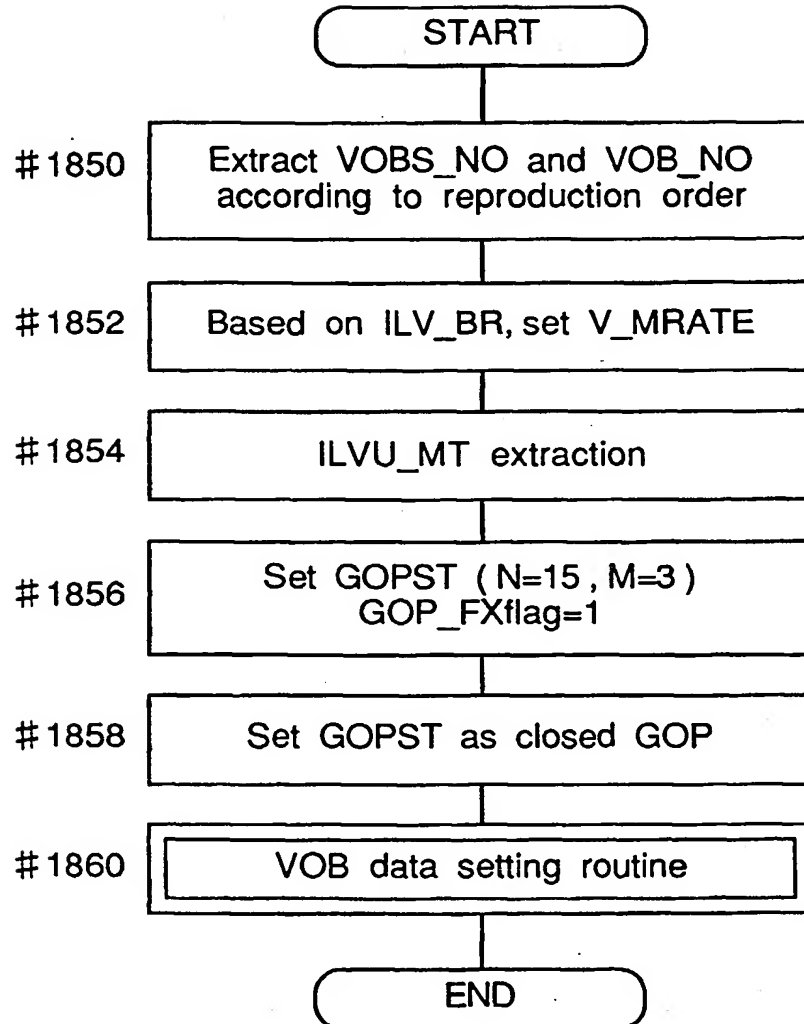 START
#1850
Extract VOBS_NO and VOB_NO
according to reproduction order
#1852
Based on ILV_BR, set V_MRATE
#1854
ILVU_MT extraction
#1856
Set GOPST (N=15, M=3)
GOP_FXflag=1
#1858
Set GOPST as closed GOP
#1860
VOB data setting routine
END